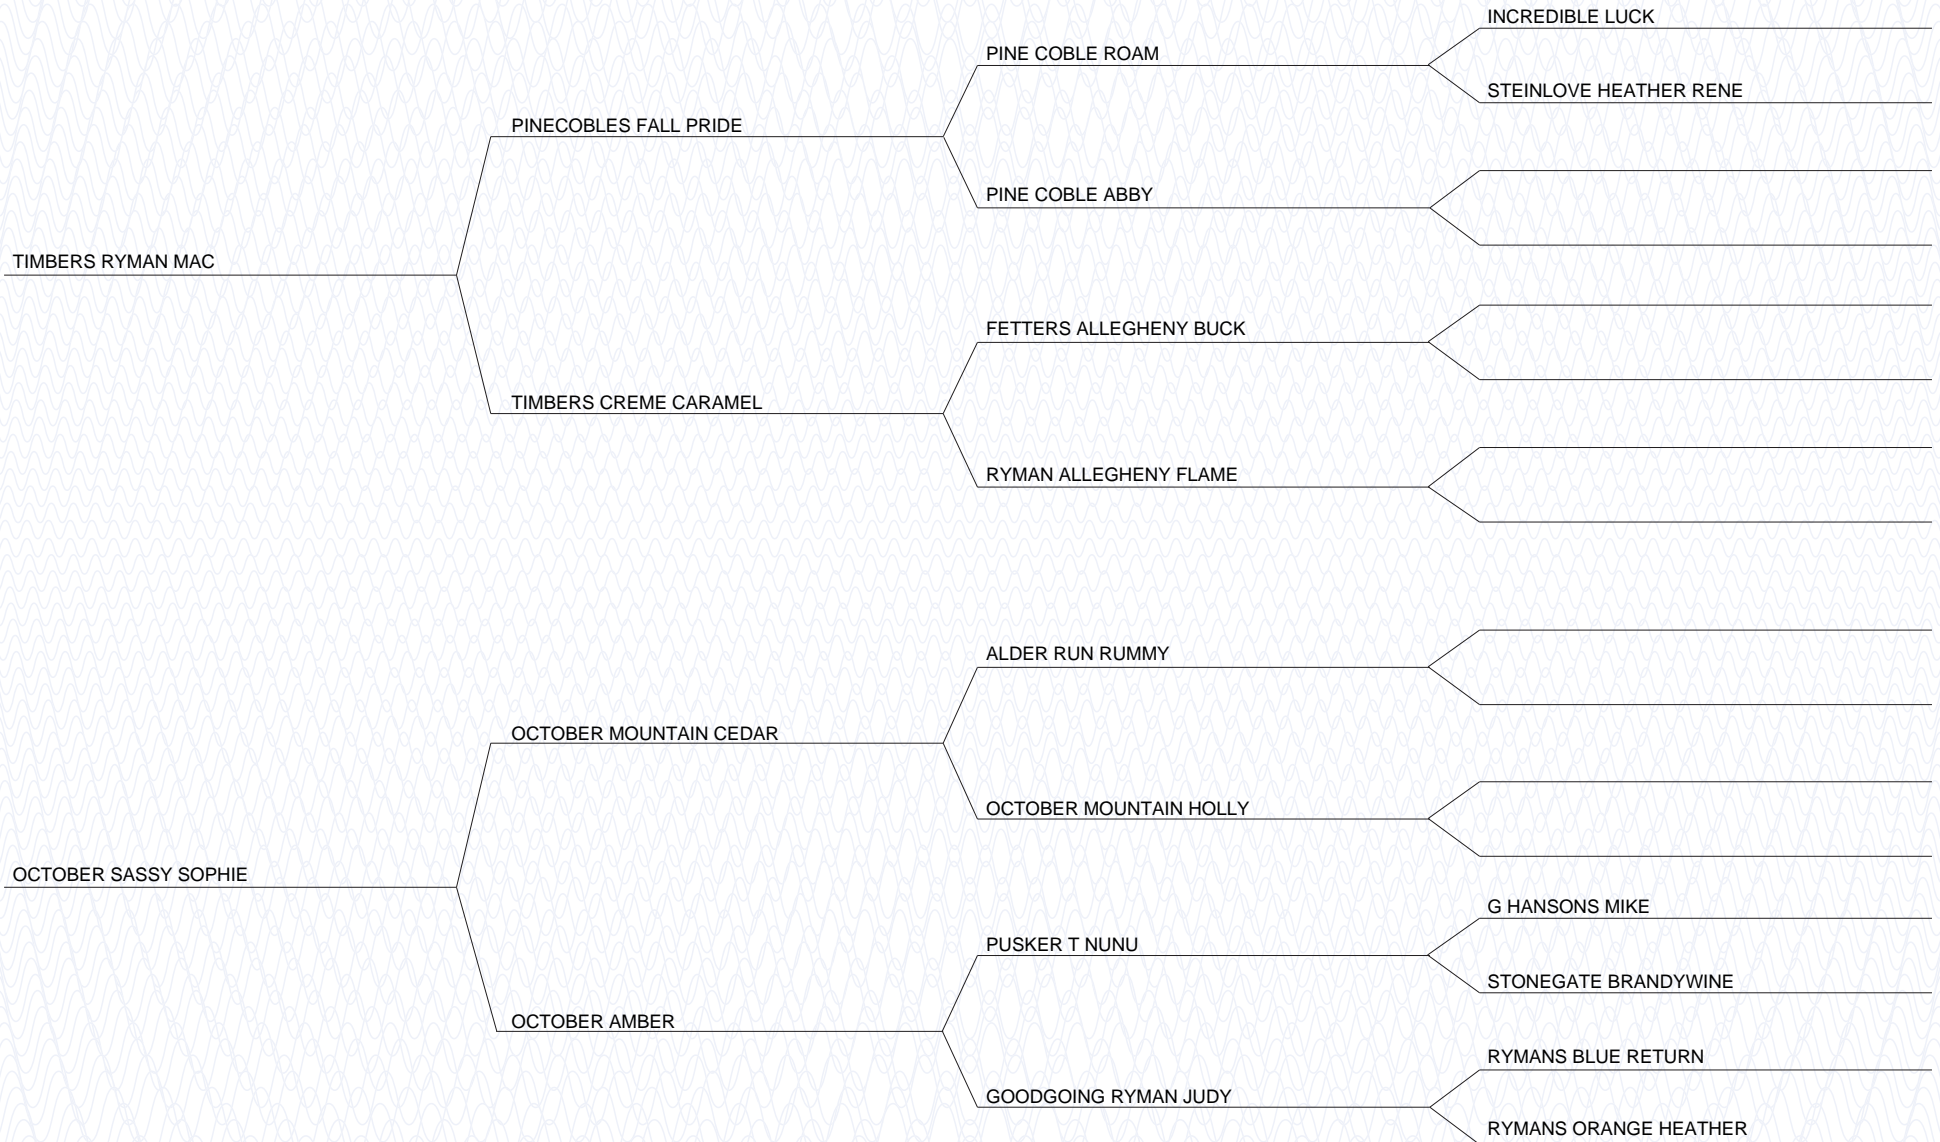 INCREDIBLE LUCK
PINE COBLE ROAM
STEINLOVE HEATHER RENE
PINECOBLES FALL PRIDE
PINE COBLE ABBY
TIMBERS RYMAN MAC
FETTERS ALLEGHENY BUCK
TIMBERS CREME CARAMEL
RYMAN ALLEGHENY FLAME
ALDER RUN RUMMY
OCTOBER MOUNTAIN CEDAR
OCTOBER MOUNTAIN HOLLY
OCTOBER SASSY SOPHIE
G HANSONS MIKE
PUSKER T NUNU
STONEGATE BRANDYWINE
OCTOBER AMBER
RYMANS BLUE RETURN
GOODGOING RYMAN JUDY
RYMANS ORANGE HEATHER